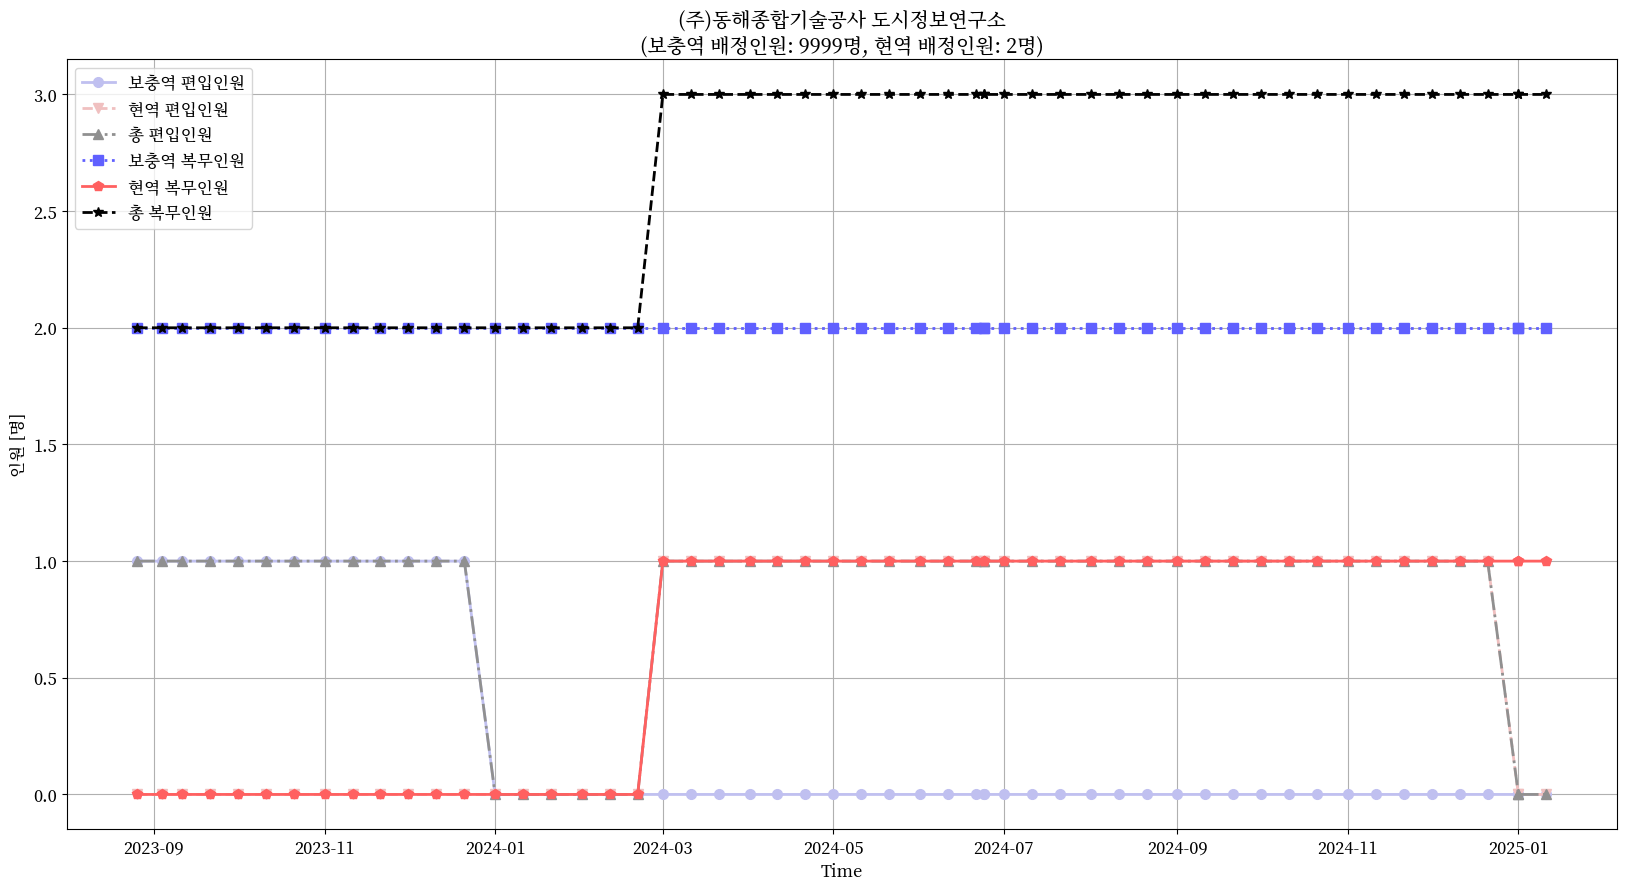 (주)동해종합기술공사 도시정보연구소
(보충역 배정인원: 9999명, 현역 배정인원: 2명)
보충역 편입인원
현역 편입인원
총 편입인원
보충역 복무인원
현역 복무인원
총 복무인원
인원 [명]
3.0
2.5
2.0
1.5
1.0
0.5
0.0
2023-09
2023-11
2024-01
2024-03
2024-05
2024-07
2024-09
2024-11
2025-01
Time